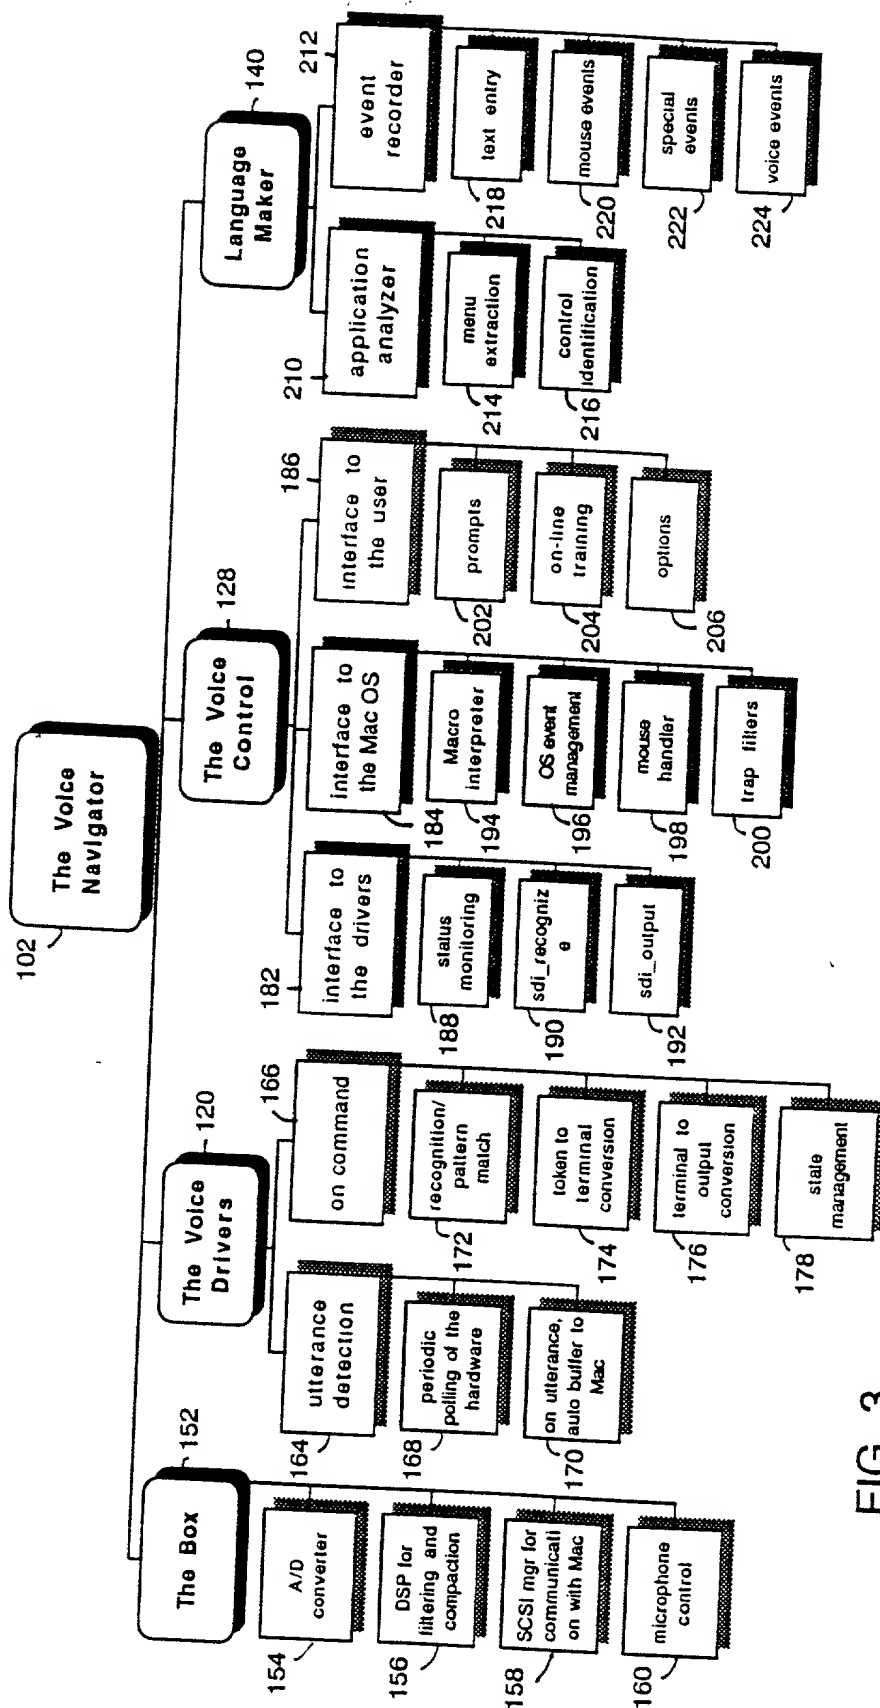 The Voice
Navigator
102
The Box
152
A/D
converter
154
DSP for
filtering and
compaction
156
SCSI mgr for
communicati
on with Mac
158
microphone
control
160
The Voice
Drivers
120
utterance
detection
164
periodic
polling of the
hardware
168
on utterance,
auto buffer to
Mac
170
on command
166
recognition/
pattern
match
172
token to
terminal
conversion
174
terminal to
output
conversion
176
state
management
178
The Voice
Control
128
interface to
the drivers
182
status
monitoring
188
sdi_recogniz
e
190
sdi_output
192
interface to
the Mac OS
184
Macro
interpreter
194
OS event
management
196
mouse
handler
198
trap filters
200
interface to
the user
186
prompts
202
on-line
training
204
options
206
Language
Maker
140
application
analyzer
210
menu
extraction
214
control
identification
216
event
recorder
212
text entry
218
mouse events
220
special
events
222
voice events
224
FIG. 3